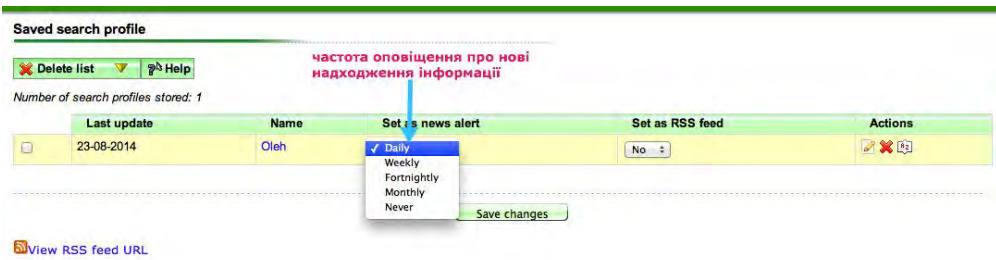 Saved search profile
частота оповіщення про нові
надходження інформації
Delete list Help
Number of search profiles stored: 1
Last update Name Set as news alert Set as RSS feed Actions
23-08-2014 Oleh ✓ Daily No
Weekly
Fortnightly
Monthly
Never
Save changes
View RSS feed URL